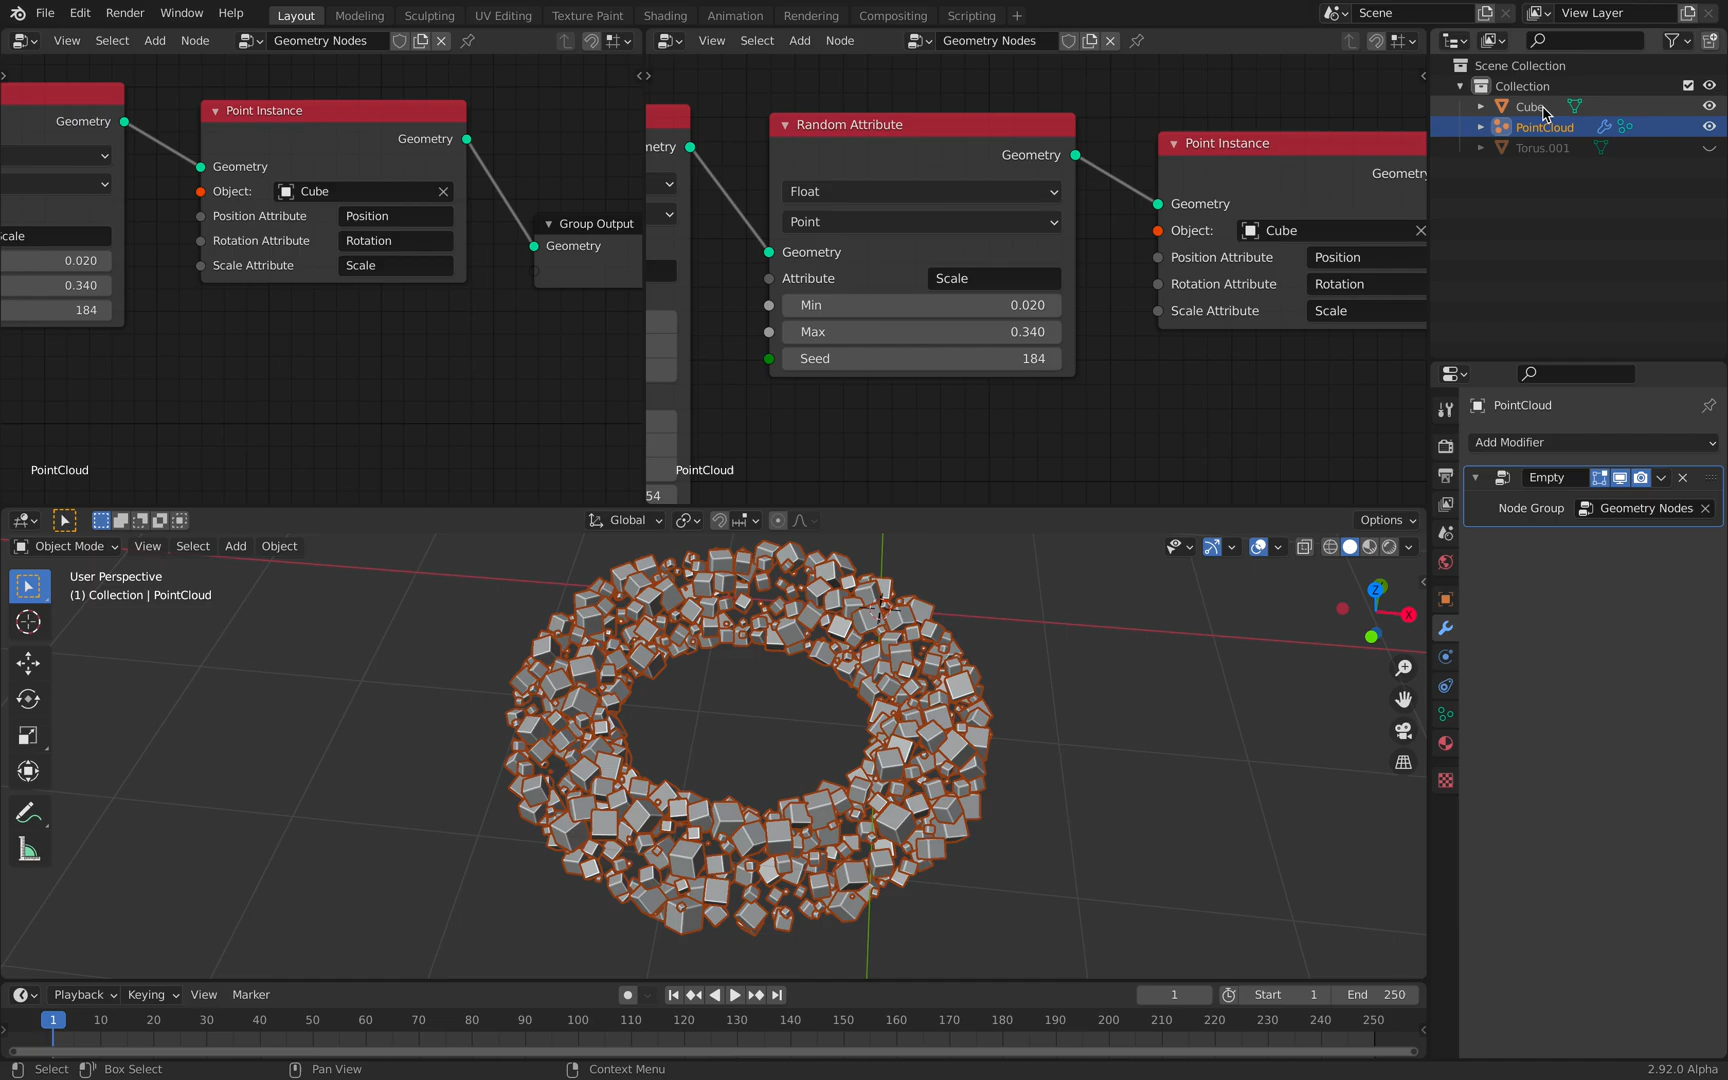 File Edit Render Window Help Layout Modeling Sculpting UV Editing Texture Paint Shading Animation Rendering Compositing Scripting + Scene View Layer
View Select Add Node Geometry Nodes
View Select Add Node Geometry Nodes
Geometry
cale
0.020
0.340
184
Point Instance
Geometry
Geometry
Object: Cube
Position Attribute Position
Rotation Attribute Rotation
Scale Attribute Scale
Group Output
Geometry
PointCloud
metry
Random Attribute
Geometry
Float
Point
Geometry
Attribute Scale
Min 0.020
Max 0.340
Seed 184
Point Instance
Geometry
Geometry
Object: Cube
Position Attribute Position
Rotation Attribute Rotation
Scale Attribute Scale
PointCloud
54
Scene Collection
Collection
Cube
PointCloud
Torus.001
PointCloud
Add Modifier
Empty
Node Group Geometry Nodes
Global Options
Object Mode View Select Add Object
User Perspective
(1) Collection | PointCloud
Z
X
Playback Keying View Marker 1 Start 1 End 250
1 10 20 30 40 50 60 70 80 90 100 110 120 130 140 150 160 170 180 190 200 210 220 230 240 250
Select Box Select Pan View Context Menu 2.92.0 Alpha